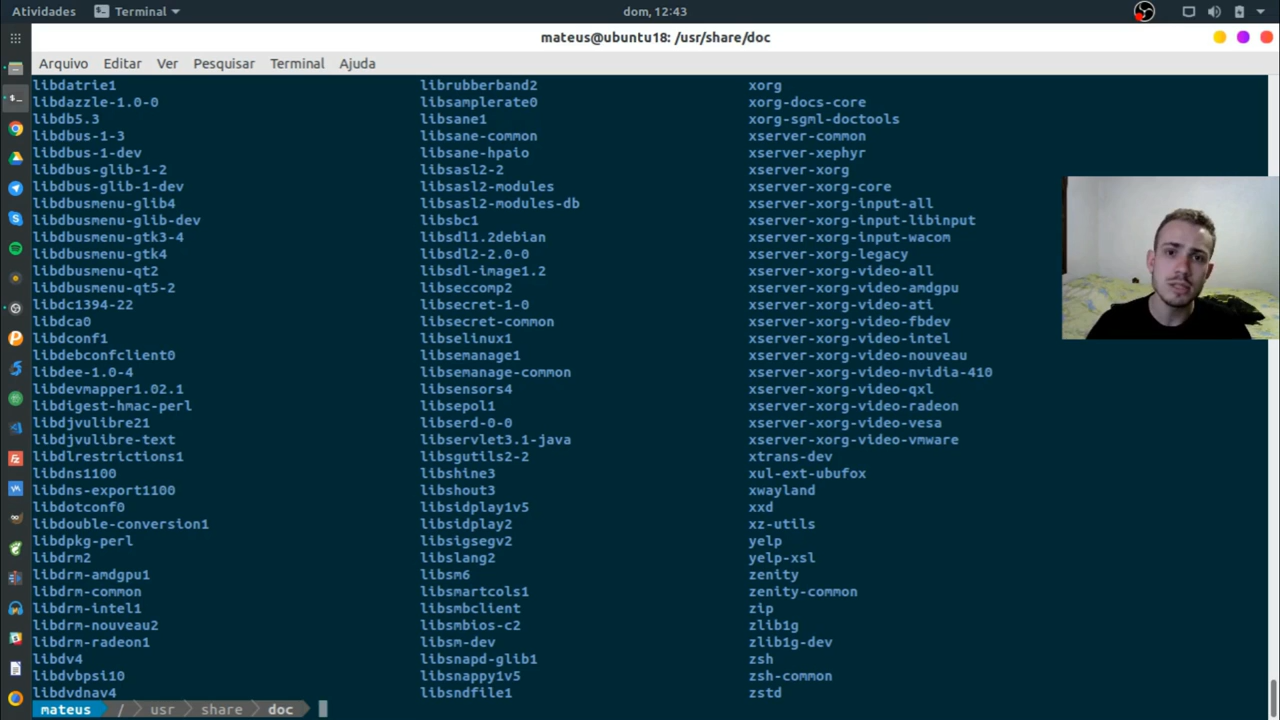 Atividades Terminal dom, 12:43
mateus@ubuntu18: /usr/share/doc
Arquivo Editar Ver Pesquisar Terminal Ajuda
libdatrie1 librubberband2 xorg
libdazzle-1.0-0 libsamplerate0 xorg-docs-core
libdb5.3 libsane1 xorg-sgml-doctools
libdbus-1-3 libsane-common xserver-common
libdbus-1-dev libsane-hpaio xserver-xephyr
libdbus-glib-1-2 libsasl2-2 xserver-xorg
libdbus-glib-1-dev libsasl2-modules xserver-xorg-core
libdbusmenu-glib4 libsasl2-modules-db xserver-xorg-input-all
libdbusmenu-glib-dev libsbc1 xserver-xorg-input-libinput
libdbusmenu-gtk3-4 libsdl1.2debian xserver-xorg-input-wacom
libdbusmenu-gtk4 libsdl2-2.0-0 xserver-xorg-legacy
libdbusmenu-qt2 libsdl-image1.2 xserver-xorg-video-all
libdbusmenu-qt5-2 libseccomp2 xserver-xorg-video-amdgpu
libdc1394-22 libsecret-1-0 xserver-xorg-video-ati
libdca0 libsecret-common xserver-xorg-video-fbdev
libdconf1 libselinux1 xserver-xorg-video-intel
libdebconfclient0 libsemanage1 xserver-xorg-video-nouveau
libdee-1.0-4 libsemanage-common xserver-xorg-video-nvidia-410
libdevmapper1.02.1 libsensors4 xserver-xorg-video-qxl
libdigest-hmac-perl libsepol1 xserver-xorg-video-radeon
libdjvulibre21 libserd-0-0 xserver-xorg-video-vesa
libdjvulibre-text libservlet3.1-java xserver-xorg-video-vmware
libdlrestrictions1 libsgutils2-2 xtrans-dev
libdns1100 libshine3 xul-ext-ubufox
libdns-export1100 libshout3 xwayland
libdotconf0 libsidplay1v5 xxd
libdouble-conversion1 libsidplay2 xz-utils
libdpkg-perl libsigsegv2 yelp
libdrm2 libslang2 yelp-xsl
libdrm-amdgpu1 libsm6 zenity
libdrm-common libsmartcols1 zenity-common
libdrm-intel1 libsmbclient zip
libdrm-nouveau2 libsmbios-c2 zlib1g
libdrm-radeon1 libsm-dev zlib1g-dev
libdv4 libsnapd-glib1 zsh
libdvbpsi10 libsnappy1v5 zsh-common
libdvdnav4 libsndfile1 zstd
mateus / usr share doc